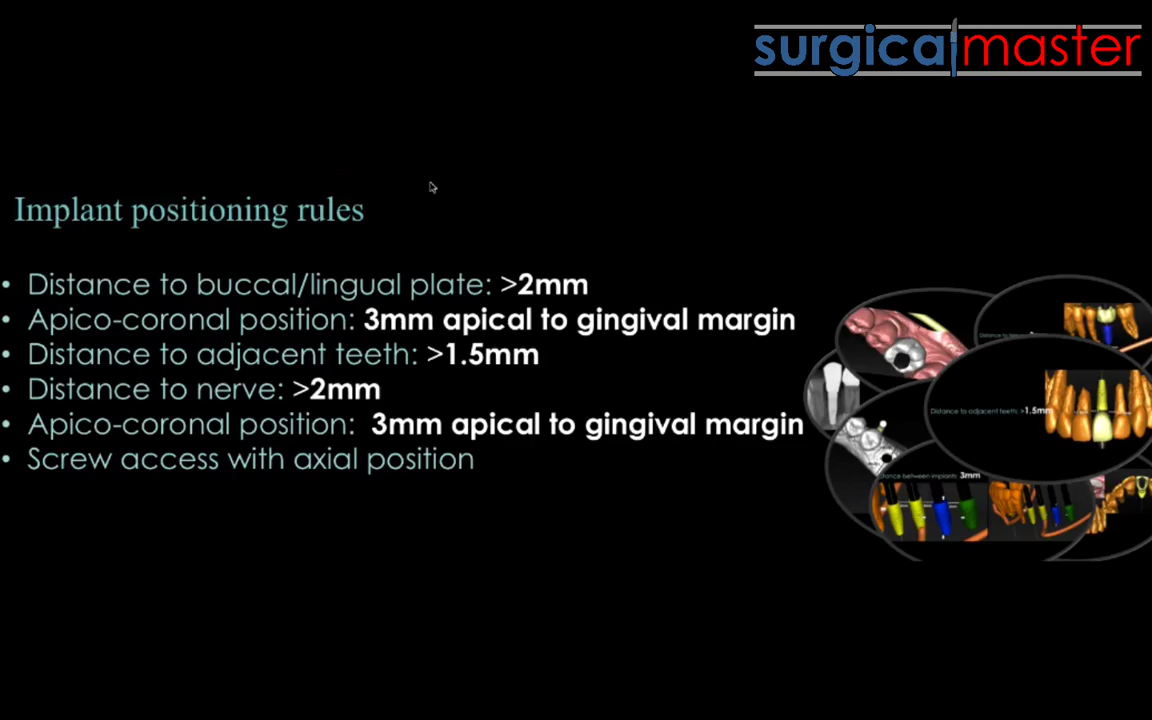 surgicalmaster
Implant positioning rules
• Distance to buccal/lingual plate: >2mm
• Apico-coronal position: 3mm apical to gingival margin
• Distance to adjacent teeth: >1.5mm
• Distance to nerve: >2mm
• Apico-coronal position: 3mm apical to gingival margin
• Screw access with axial position
Distance to adjacent teeth: >1.5mm
between implants: 3mm